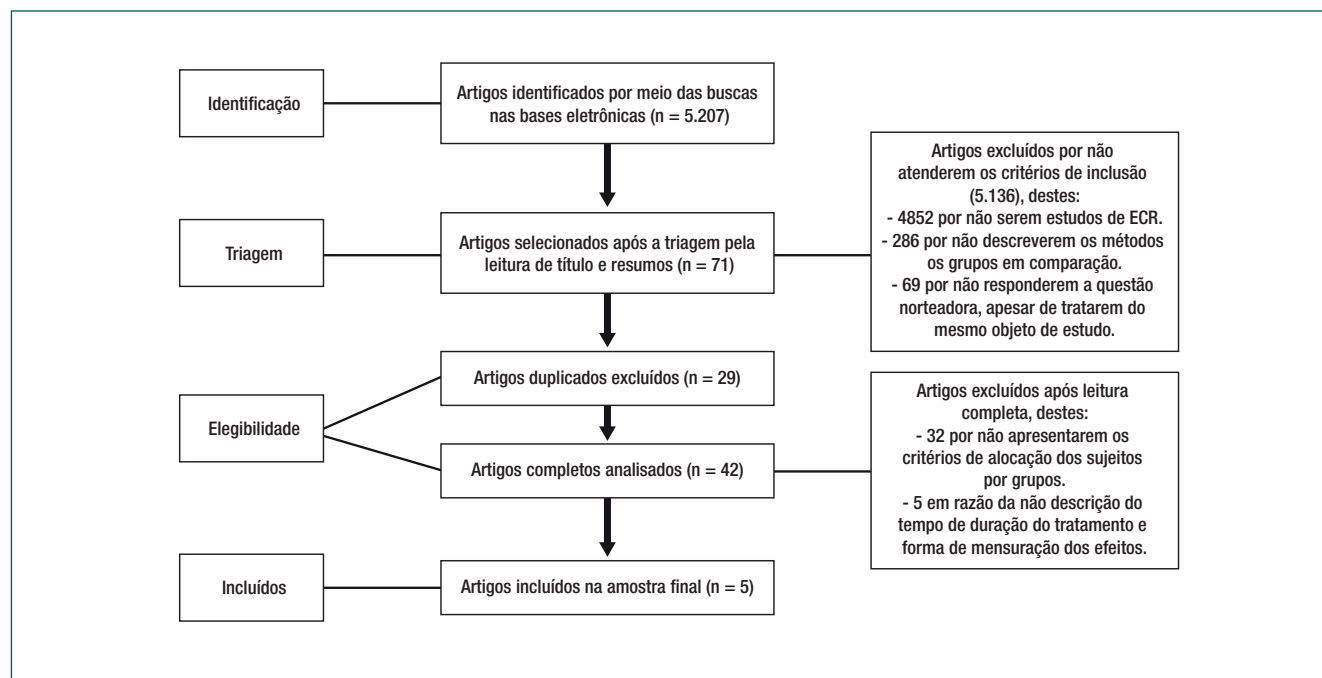 Identificação
Artigos identificados por meio das buscas
nas bases eletrônicas (n = 5.207)
Artigos excluídos por não
atenderem os critérios de inclusão
(5.136), destes:
- 4852 por não serem estudos de ECR.
- 286 por não descreverem os métodos
os grupos em comparação.
- 69 por não responderem a questão
norteadora, apesar de tratarem do
mesmo objeto de estudo.
Triagem
Artigos selecionados após a triagem pela
leitura de título e resumos (n = 71)
Elegibilidade
Artigos duplicados excluídos (n = 29)
Artigos completos analisados (n = 42)
Artigos excluídos após leitura
completa, destes:
- 32 por não apresentarem os
critérios de alocação dos sujeitos
por grupos.
- 5 em razão da não descrição do
tempo de duração do tratamento e
forma de mensuração dos efeitos.
Incluídos
Artigos incluídos na amostra final (n = 5)